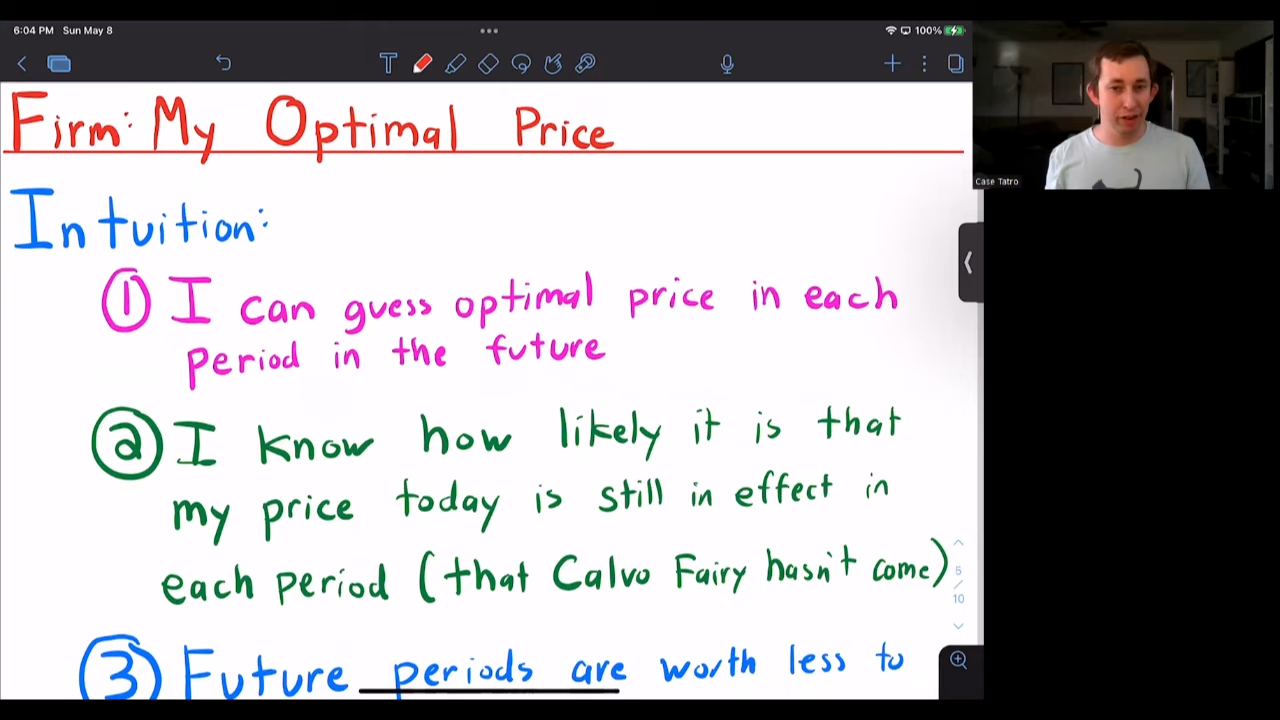 6:04 PM Sun May 8
100%
Firm: My Optimal Price
Case Tatro
Intuition:
① I can guess optimal price in each
period in the future
② I know how likely it is that
my price today is still in effect in
each period (that Calvo Fairy hasn't come)
5
/
10
③ Future periods are worth less to